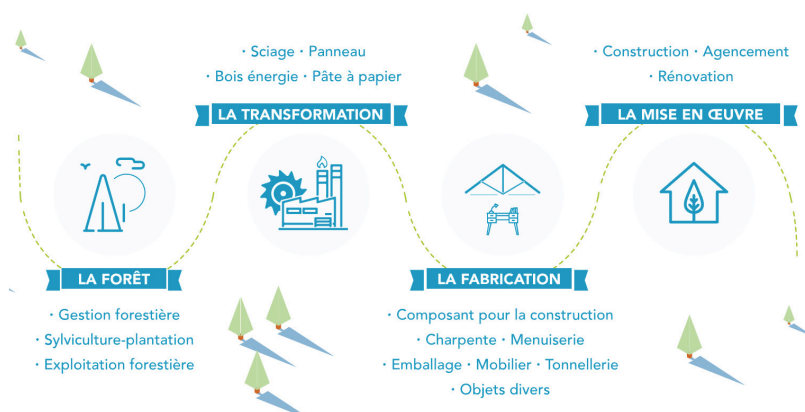 LA FORÊT
· Gestion forestière
· Sylviculture-plantation
· Exploitation forestière
· Sciage · Panneau
· Bois énergie · Pâte à papier
LA TRANSFORMATION
LA FABRICATION
· Composant pour la construction
· Charpente · Menuiserie
· Emballage · Mobilier · Tonnellerie
· Objets divers
· Construction · Agencement
· Rénovation
LA MISE EN ŒUVRE